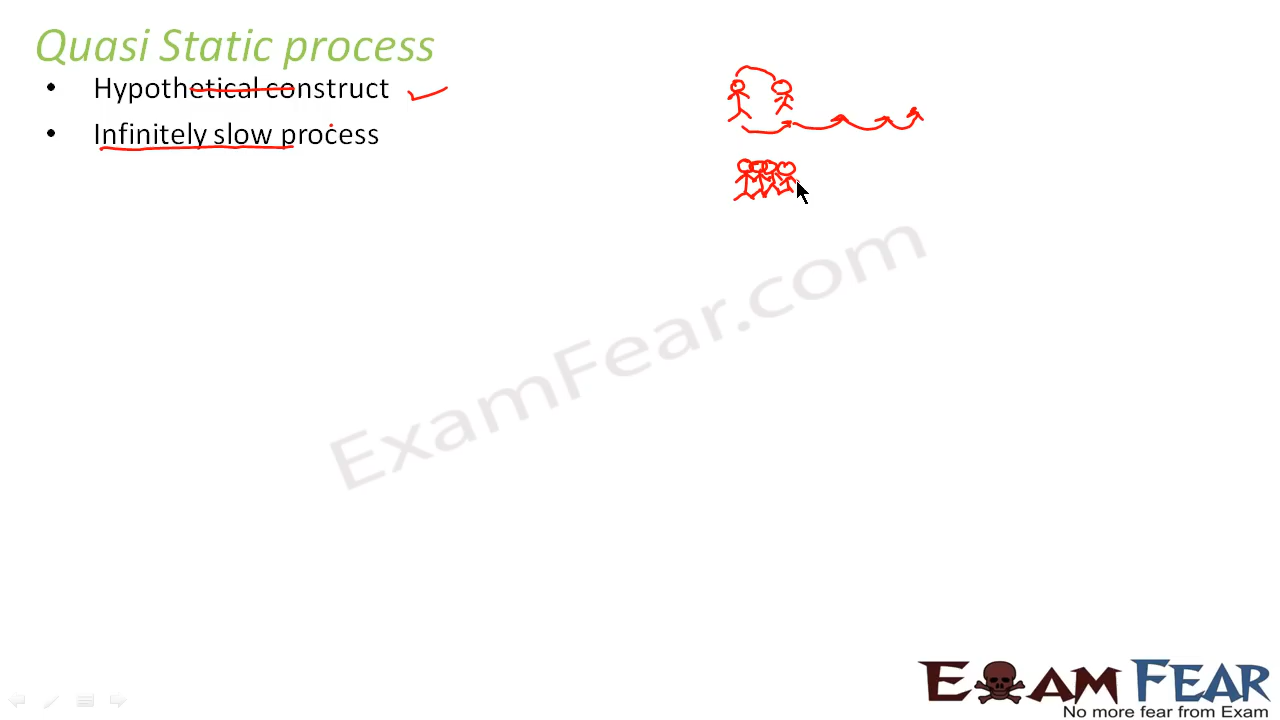 Quasi Static process
• Hypothetical construct
• Infinitely slow process
ExamFear.com
EXAM FEAR
No more fear from Exam